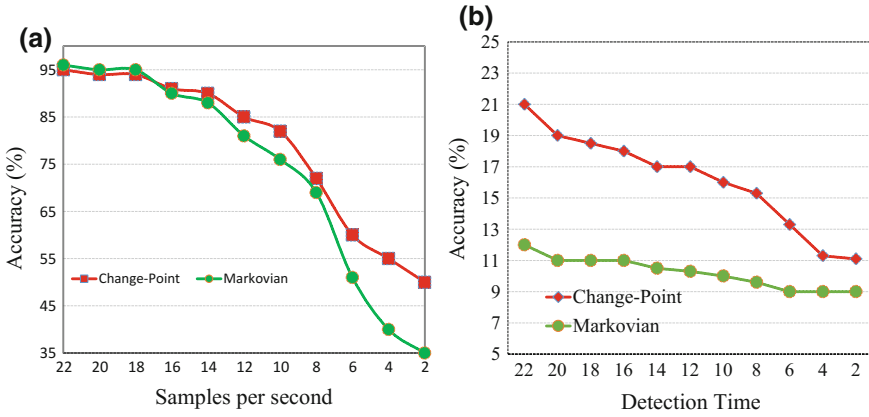 (a)
Accuracy (%)
95
85
75
65
55
45
35
Change-Point
Markovian
22 20 18 16 14 12 10 8 6 4 2
Samples per second
(b)
Accuracy (%)
25
23
21
19
17
15
13
11
9
7
5
Change-Point
Markovian
22 20 18 16 14 12 10 8 6 4 2
Detection Time